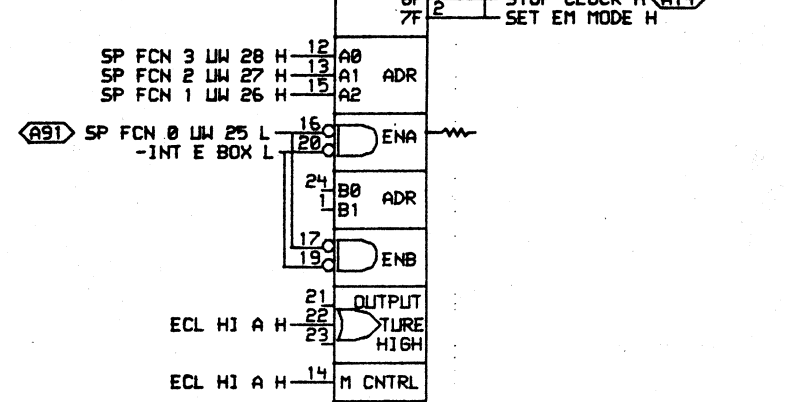 2 STOP CLOCK H
7F SET EM MODE H
SP FCN 3 UW 28 H 12 A0
SP FCN 2 UW 27 H 13 A1 ADR
SP FCN 1 UW 26 H 15 A2
A91 SP FCN 0 UW 25 L 16 ENA
-INT E BOX L 20
24 B0 ADR
1 B1
17
19 ENB
21 OUTPUT
ECL HI A H 22 TURE
23 HIGH
ECL HI A H 14 M CNTRL